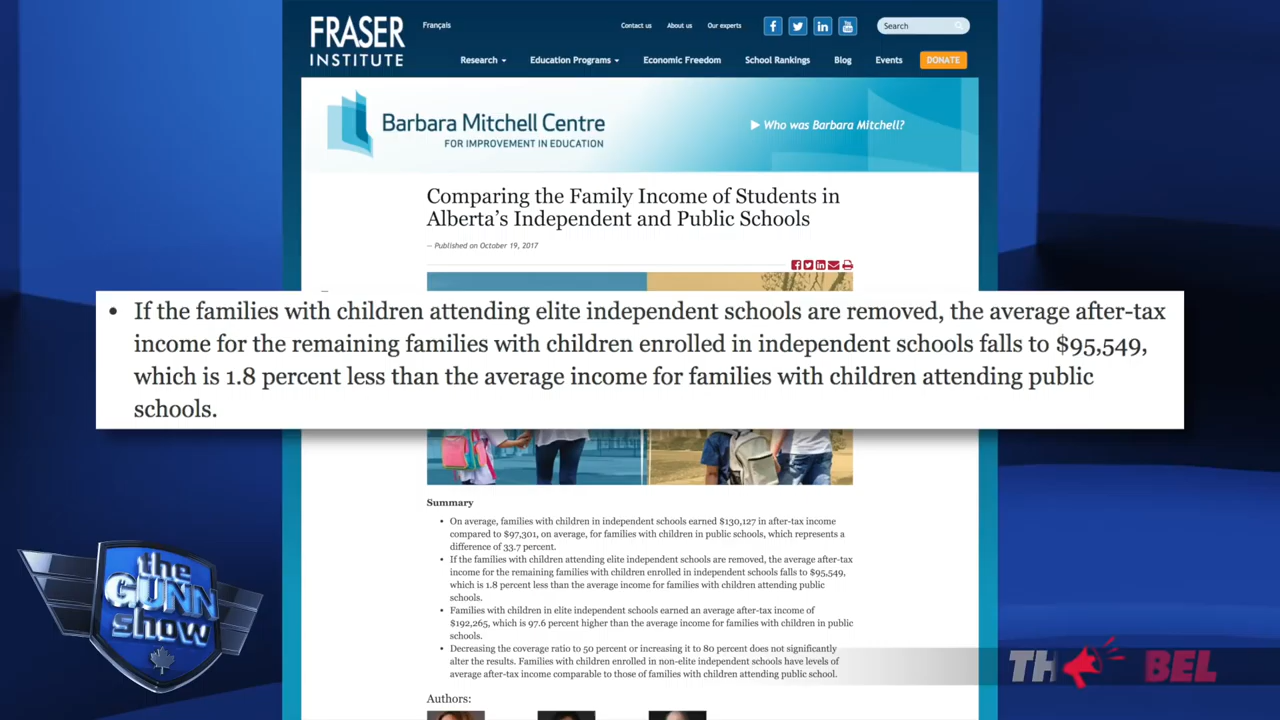 FRASER
INSTITUTE
Français
Contact us
About us
Our experts
Search
Research
Education Programs
Economic Freedom
School Rankings
Blog
Events
DONATE
Barbara Mitchell Centre
FOR IMPROVEMENT IN EDUCATION
Who was Barbara Mitchell?
Comparing the Family Income of Students in
Alberta's Independent and Public Schools
-- Published on October 19, 2017
• If the families with children attending elite independent schools are removed, the average after-tax
income for the remaining families with children enrolled in independent schools falls to $95,549,
which is 1.8 percent less than the average income for families with children attending public
schools.
Summary
• On average, families with children in independent schools earned $130,127 in after-tax income
compared to $97,301, on average, for families with children in public schools, which represents a
difference of 33.7 percent.
• If the families with children attending elite independent schools are removed, the average after-tax
income for the remaining families with children enrolled in independent schools falls to $95,549,
which is 1.8 percent less than the average income for families with children attending public
schools.
• Families with children in elite independent schools earned an average after-tax income of
$192,265, which is 97.6 percent higher than the average income for families with children in public
schools.
• Decreasing the coverage ratio to 50 percent or increasing it to 80 percent does not significantly
alter the results. Families with children enrolled in non-elite independent schools have levels of
average after-tax income comparable to those of families with children attending public school.
Authors:
the
GUNN
show
TH BEL